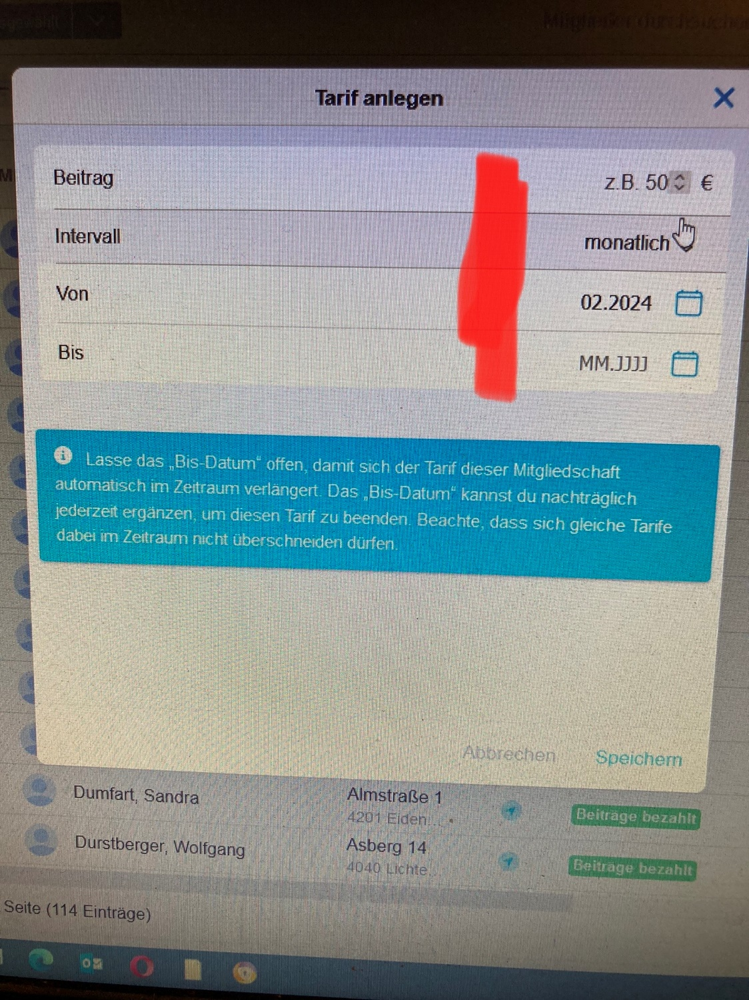 Tarif anlegen
Beitrag z.B. 50 €
Intervall monatlich
Von 02.2024
Bis MM.JJJJ
i Lasse das „Bis-Datum“ offen, damit sich der Tarif dieser Mitgliedschaft
automatisch im Zeitraum verlängert. Das „Bis-Datum“ kannst du nachträglich
jederzeit ergänzen, um diesen Tarif zu beenden. Beachte, dass sich gleiche Tarife
dabei im Zeitraum nicht überschneiden dürfen.
Abbrechen Speichern
Dumfart, Sandra Almstraße 1 Beiträge bezahlt
4201 Eiden...
Durstberger, Wolfgang Asberg 14 Beiträge bezahlt
4040 Lichte...
Seite (114 Einträge)